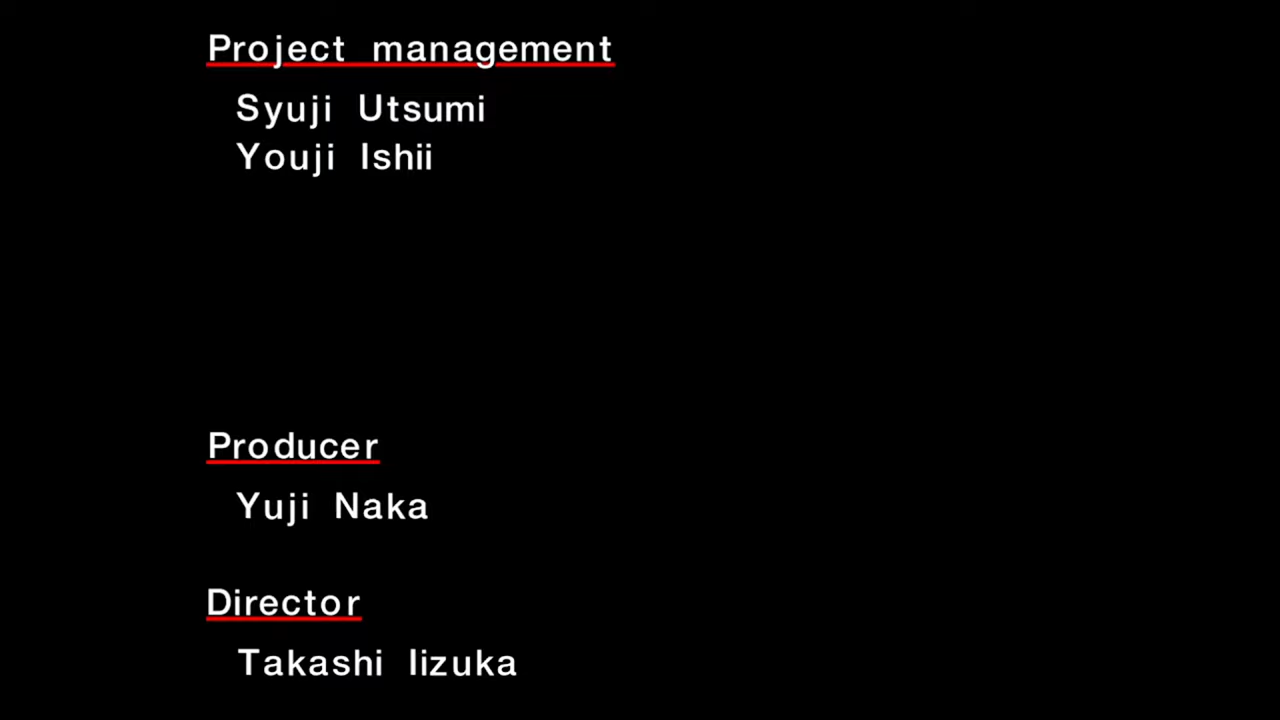 Project management
Syuji Utsumi
Youji Ishii
Producer
Yuji Naka
Director
Takashi Iizuka